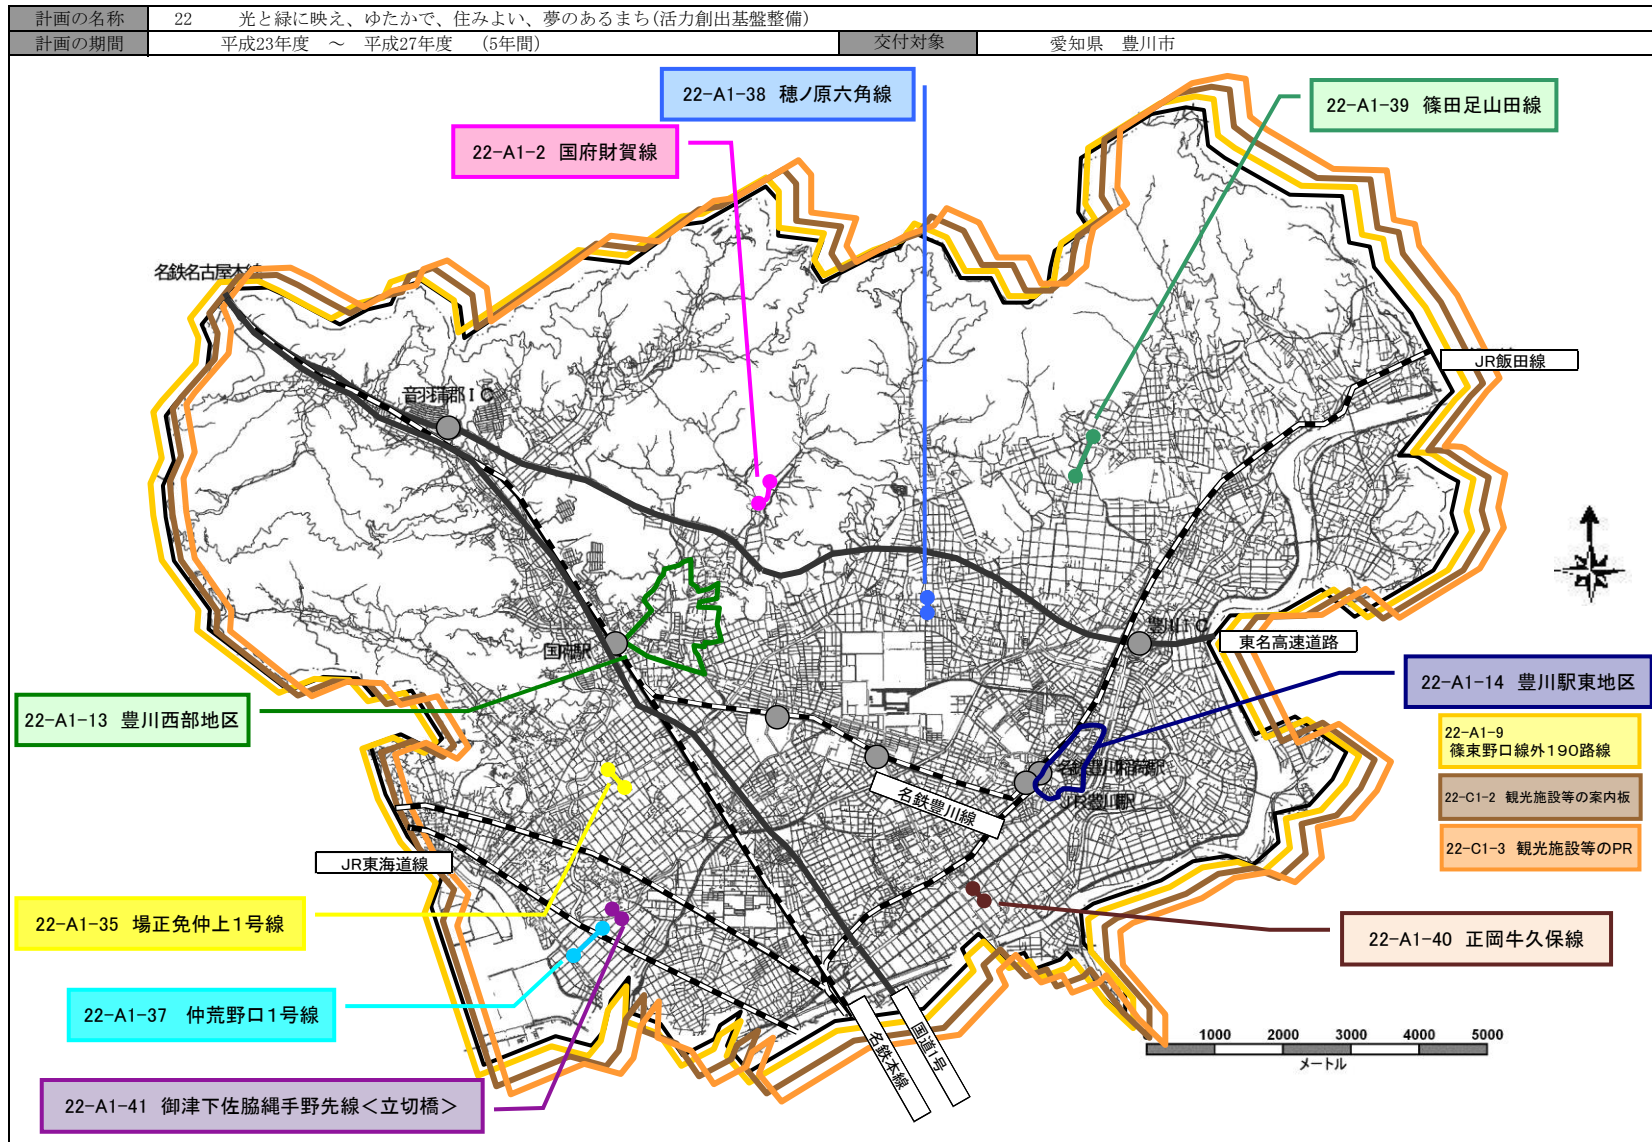 計画の名称 22 光と緑に映え、ゆたかで、住みよい、夢のあるまち(活力創出基盤整備)
計画の期間 平成23年度 ～ 平成27年度 (5年間) 交付対象 愛知県 豊川市
22-A1-38 穂ノ原六角線
22-A1-39 篠田足山田線
22-A1-2 国府財賀線
名鉄名古屋本線
JR飯田線
音羽蒲郡IC
豊川IC
東名高速道路
国府駅
22-A1-14 豊川駅東地区
22-A1-13 豊川西部地区
22-A1-9
篠束野口線外190路線
22-C1-2 観光施設等の案内板
22-C1-3 観光施設等のPR
名鉄豊川稲荷駅
JR豊川駅
名鉄豊川線
JR東海道線
22-A1-35 場正免仲上1号線
22-A1-40 正岡牛久保線
22-A1-37 仲荒野口1号線
国道1号
名鉄本線
1000 2000 3000 4000 5000
メートル
22-A1-41 御津下佐脇縄手野先線＜立切橋＞